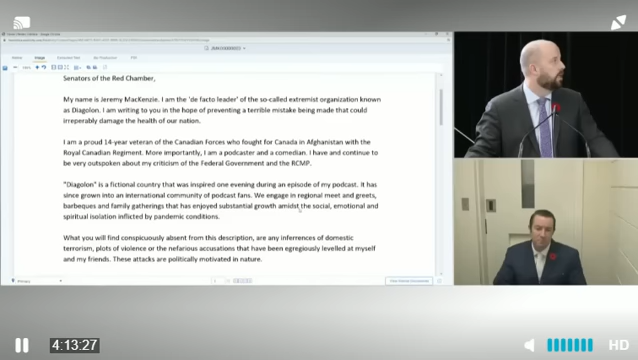 Senators of the Red Chamber,
My name is Jeremy MacKenzie. I am the 'de facto leader' of the so-called extremist organization known
as Diagolon. I am writing to you in the hope of preventing a terrible mistake being made that could
irreperably damage the health of our nation.
I am a proud 14-year veteran of the Canadian Forces who fought for Canada in Afghanistan with the
Royal Canadian Regiment. More importantly, I am a podcaster and a comedian. I have and continue to
be very outspoken about my criticism of the Federal Government and the RCMP.
"Diagolon" is a fictional country that was inspired one evening during an episode of my podcast. It has
since grown into an international community of podcast fans. We engage in regional meet and greets,
barbeques and family gatherings that has enjoyed substantial growth amidst the social, emotional and
spiritual isolation inflicted by pandemic conditions.
What you will find conspicuously absent from this description, are any inferences of domestic
terrorism, plots of violence or the nefarious accusations that have been egregiously levelled at myself
and my friends. These attacks are politically motivated in nature.
4:13:27
HD